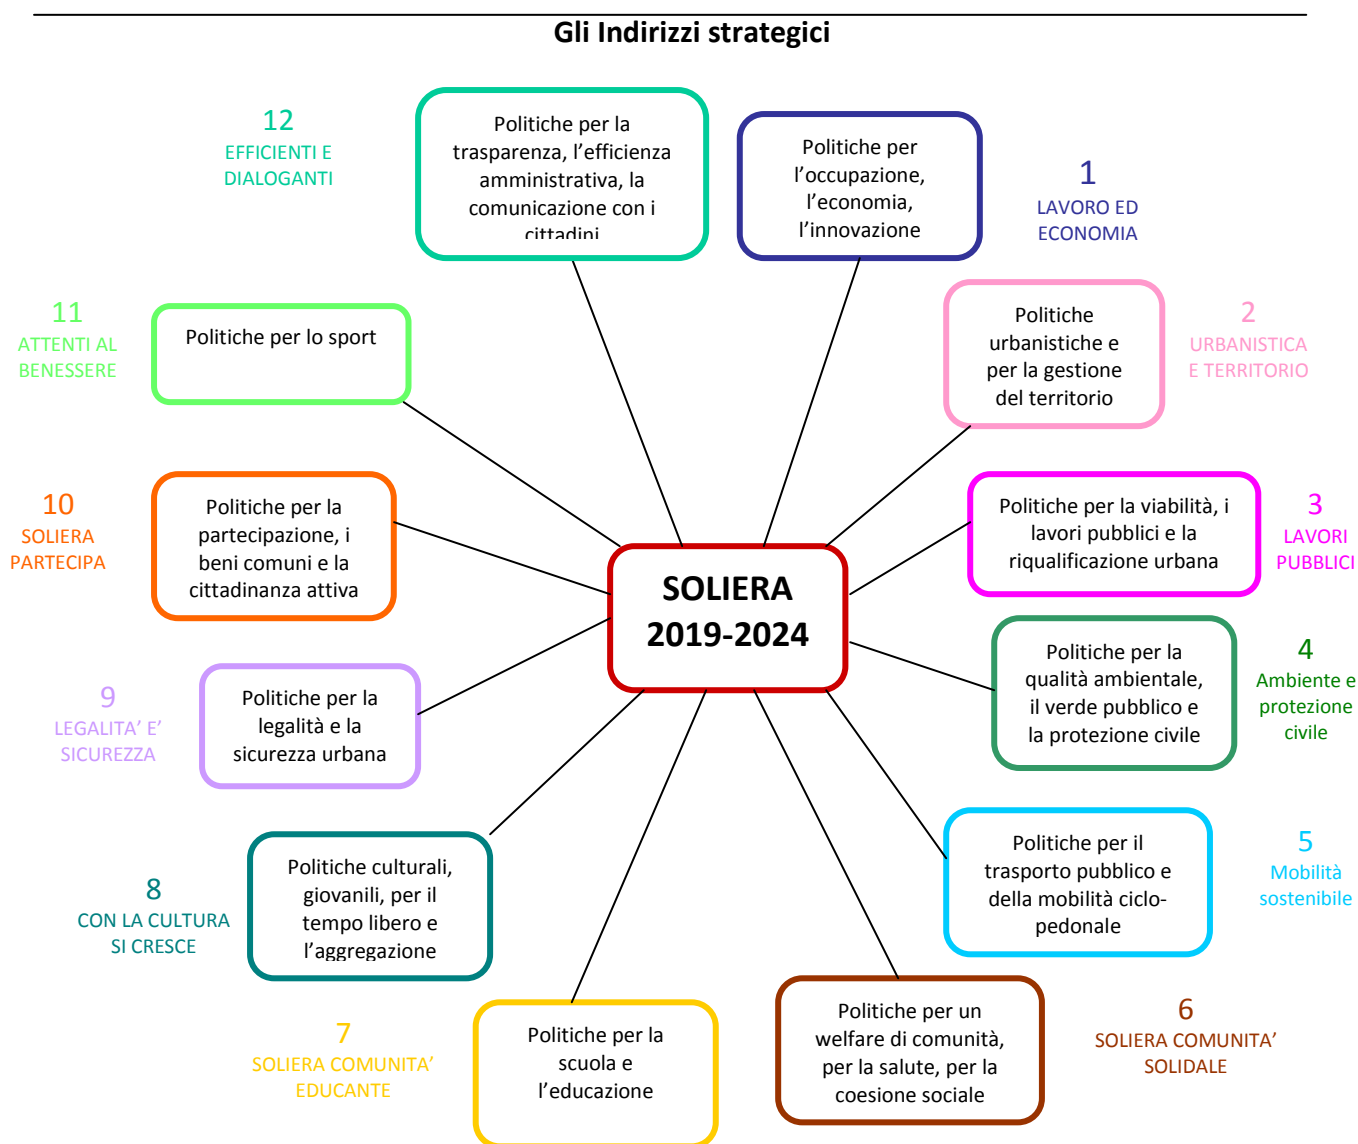 Gli Indirizzi strategici
12
EFFICIENTI E
DIALOGANTI
Politiche per la
trasparenza, l'efficienza
amministrativa, la
comunicazione con i
cittadini
Politiche per
l'occupazione,
l'economia,
l'innovazione
1
LAVORO ED
ECONOMIA
11
ATTENTI AL
BENESSERE
Politiche per lo sport
Politiche
urbanistiche e
per la gestione
del territorio
2
URBANISTICA
E TERRITORIO
10
SOLIERA
PARTECIPA
Politiche per la
partecipazione, i
beni comuni e la
cittadinanza attiva
Politiche per la viabilità, i
lavori pubblici e la
riqualificazione urbana
3
LAVORI
PUBBLICI
SOLIERA
2019-2024
9
LEGALITA' E'
SICUREZZA
Politiche per la
legalità e la
sicurezza urbana
Politiche per la
qualità ambientale,
il verde pubblico e
la protezione civile
4
Ambiente e
protezione
civile
8
CON LA CULTURA
SI CRESCE
Politiche culturali,
giovanili, per il
tempo libero e
l'aggregazione
Politiche per il
trasporto pubblico e
della mobilità ciclo-
pedonale
5
Mobilità
sostenibile
7
SOLIERA COMUNITA'
EDUCANTE
Politiche per la
scuola e
l'educazione
Politiche per un
welfare di comunità,
per la salute, per la
coesione sociale
6
SOLIERA COMUNITA'
SOLIDALE